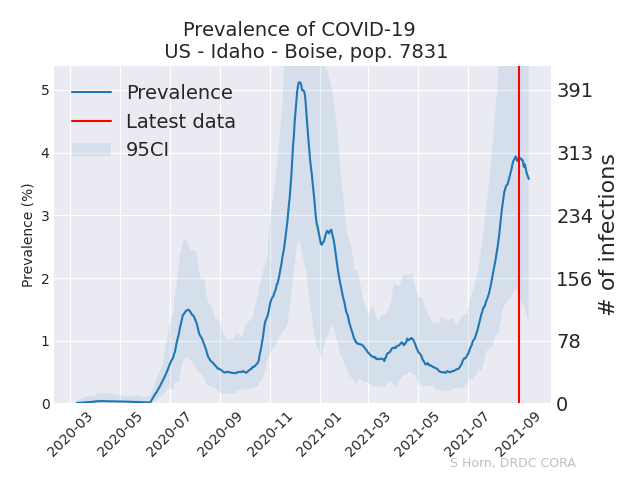 Prevalence of COVID-19
US - Idaho - Boise, pop. 7831
Prevalence
Latest data
95CI
Prevalence (%)
5
4
3
2
1
0
391
313
234
156
78
0
# of infections
2020-03
2020-05
2020-07
2020-09
2020-11
2021-01
2021-03
2021-05
2021-07
2021-09
S Horn, DRDC CORA